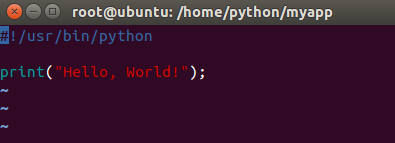 root@ubuntu: /home/python/myapp
#!/usr/bin/python
print("Hello, World!");
~
~
~